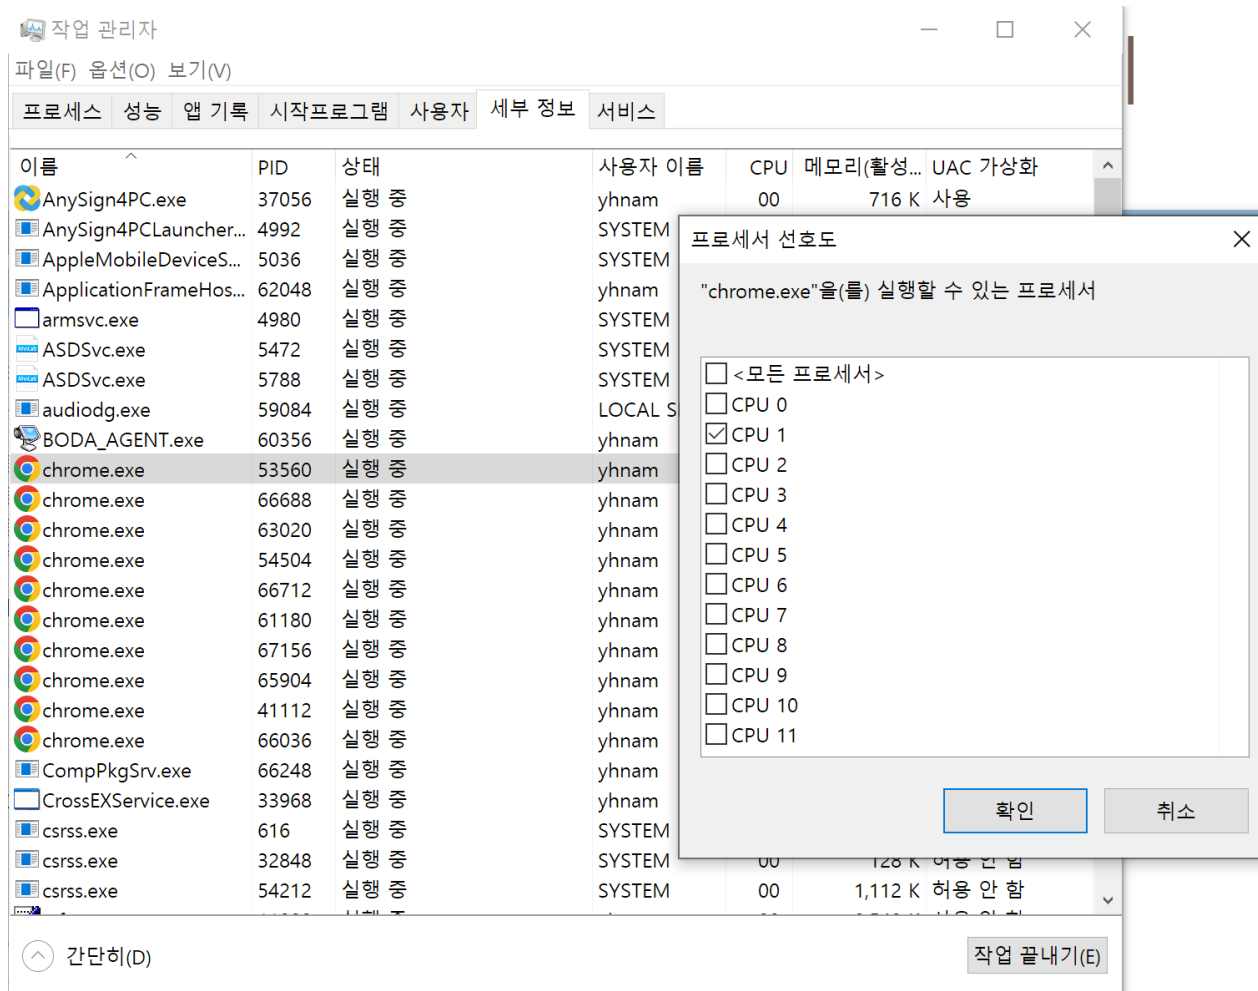 작업 관리자
파일(F) 옵션(O) 보기(V)
프로세스 성능 앱 기록 시작프로그램 사용자 세부 정보 서비스
이름 PID 상태 사용자 이름 CPU 메모리(활성... UAC 가상화
AnySign4PC.exe 37056 실행 중 yhnam 00 716 K 사용
AnySign4PCLauncher... 4992 실행 중 SYSTEM
AppleMobileDeviceS... 5036 실행 중 SYSTEM
ApplicationFrameHos... 62048 실행 중 yhnam
armsvc.exe 4980 실행 중 SYSTEM
ASDSvc.exe 5472 실행 중 SYSTEM
ASDSvc.exe 5788 실행 중 SYSTEM
audiodg.exe 59084 실행 중 LOCAL S
BODA_AGENT.exe 60356 실행 중 yhnam
chrome.exe 53560 실행 중 yhnam
chrome.exe 66688 실행 중 yhnam
chrome.exe 63020 실행 중 yhnam
chrome.exe 54504 실행 중 yhnam
chrome.exe 66712 실행 중 yhnam
chrome.exe 61180 실행 중 yhnam
chrome.exe 67156 실행 중 yhnam
chrome.exe 65904 실행 중 yhnam
chrome.exe 41112 실행 중 yhnam
chrome.exe 66036 실행 중 yhnam
CompPkgSrv.exe 66248 실행 중 yhnam
CrossEXService.exe 33968 실행 중 yhnam
csrss.exe 616 실행 중 SYSTEM
csrss.exe 32848 실행 중 SYSTEM 00 128 K 허용 안 함
csrss.exe 54212 실행 중 SYSTEM 00 1,112 K 허용 안 함
간단히(D) 작업 끝내기(E)
프로세서 선호도
"chrome.exe"을(를) 실행할 수 있는 프로세서
<모든 프로세서>
CPU 0
CPU 1
CPU 2
CPU 3
CPU 4
CPU 5
CPU 6
CPU 7
CPU 8
CPU 9
CPU 10
CPU 11
확인 취소